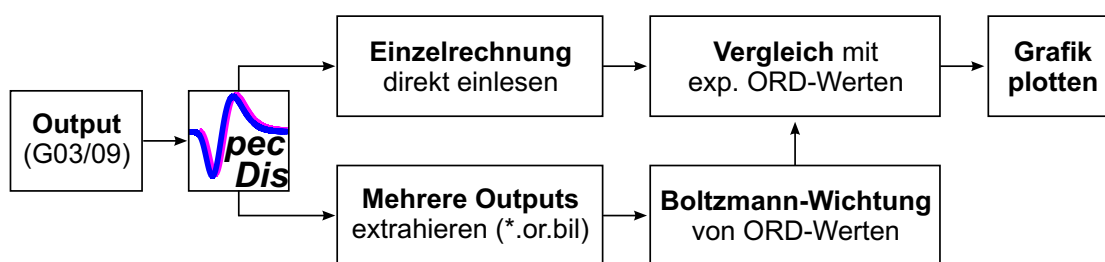 Output
(G03/09)
pec
Dis
Einzelrechnung
direkt einlesen
Vergleich mit
exp. ORD-Werten
Grafik
plotten
Mehrere Outputs
extrahieren (*.or.bil)
Boltzmann-Wichtung
von ORD-Werten